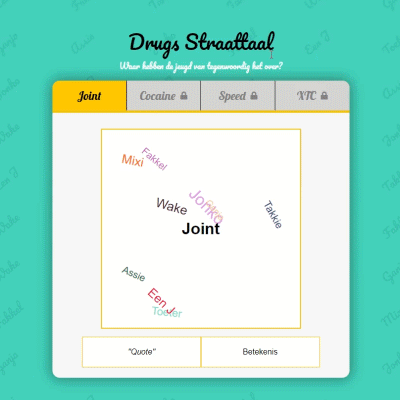 Drugs Straattaal
Waar hebben de jeugd van tegenwoordig het over?
Joint
Cocaine
Speed
XTC
Fakkel
Mixi
Wake
Jonko
Takkie
Joint
Assie
Een J
Toeter
"Quote"
Betekenis